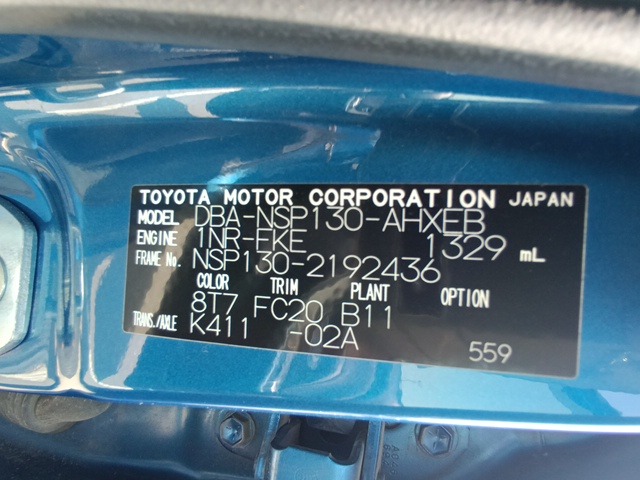 TOYOTA MOTOR CORPORATION JAPAN
MODEL DBA-NSP130-AHXEB
ENGINE 1NR-FKE 1329 mL
FRAME No. NSP130-2192436
COLOR TRIM PLANT OPTION
8T7 FC20 B11
TRANS./AXLE K411 -02A
559